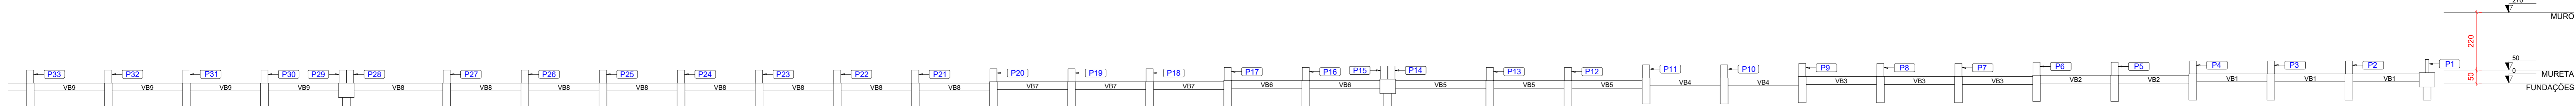 270
MURO
220
50
MURETA
0
FUNDAÇÕES
50
P33 P32 P31 P30 P29 P28 P27 P26 P25 P24 P23 P22 P21 P20 P19 P18 P17 P16 P15 P14 P13 P12 P11 P10 P9 P8 P7 P6 P5 P4 P3 P2 P1
VB9 VB9 VB9 VB9 VB8 VB8 VB8 VB8 VB8 VB8 VB8 VB7 VB7 VB7 VB6 VB6 VB5 VB5 VB5 VB4 VB4 VB3 VB3 VB3 VB2 VB2 VB1 VB1 VB1